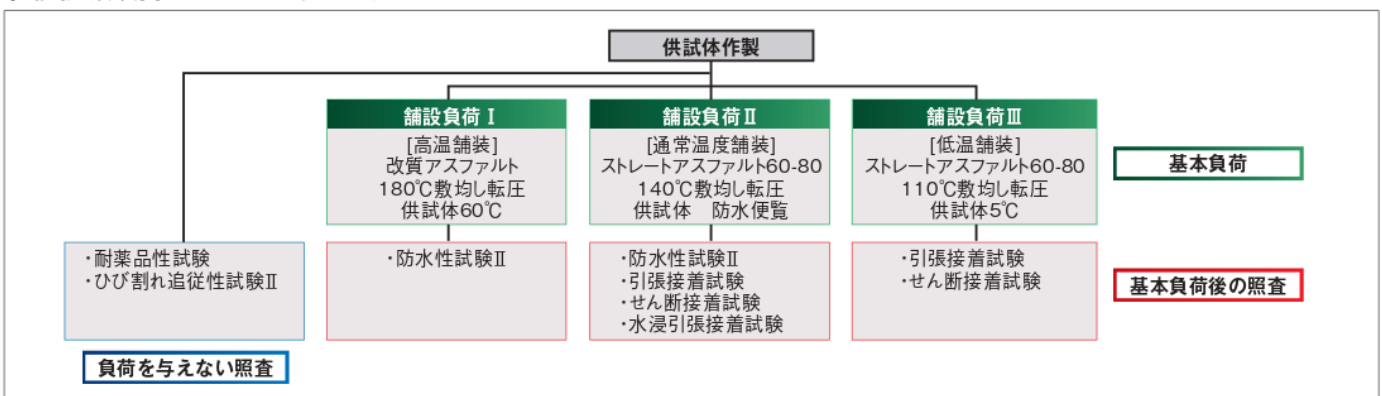 供試体作製
舗設負荷Ⅰ
[高温舗装]
改質アスファルト
180℃敷均し転圧
供試体60℃
舗設負荷Ⅱ
[通常温度舗装]
ストレートアスファルト60-80
140℃敷均し転圧
供試体　防水便覧
舗設負荷Ⅲ
[低温舗装]
ストレートアスファルト60-80
110℃敷均し転圧
供試体5℃
基本負荷
・耐薬品性試験
・ひび割れ追従性試験Ⅱ
・防水性試験Ⅱ
・防水性試験Ⅱ
・引張接着試験
・せん断接着試験
・水浸引張接着試験
・引張接着試験
・せん断接着試験
基本負荷後の照査
負荷を与えない照査